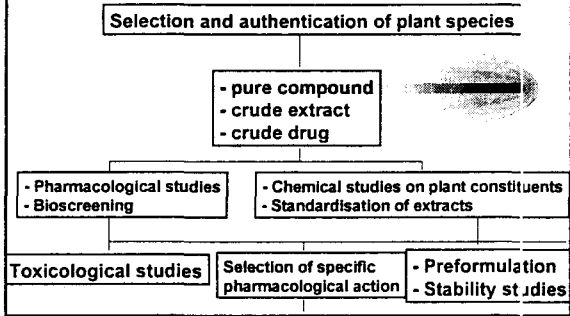 Selection and authentication of plant species
- pure compound
- crude extract
- crude drug
- Pharmacological studies
- Bioscreening
- Chemical studies on plant constituents
- Standardisation of extracts
Toxicological studies
Selection of specific
pharmacological action
- Preformulation
- Stability studies